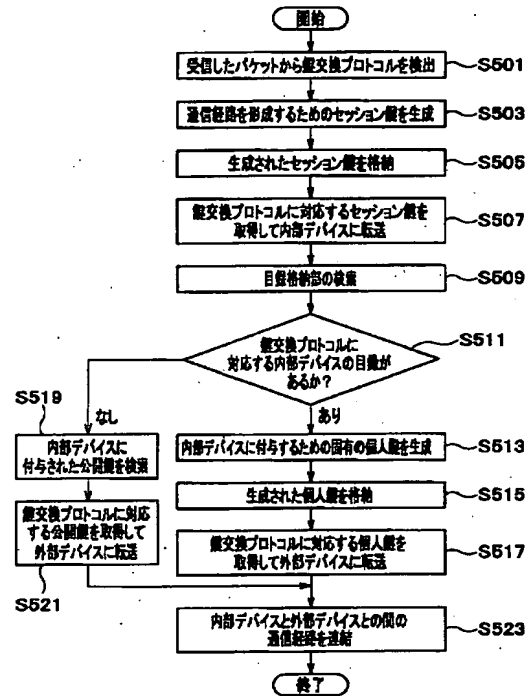 開始
受信したパケットから鍵交換プロトコルを検出
S501
通信経路を形成するためのセッション鍵を生成
S503
生成されたセッション鍵を格納
S505
鍵交換プロトコルに対応するセッション鍵を
取得して内部デバイスに転送
S507
目録格納部の検索
S509
鍵交換プロトコルに
対応する内部デバイスの目録が
あるか?
S511
なし
あり
S519
内部デバイスに
付与された公開鍵を検索
鍵交換プロトコルに対応
する公開鍵を取得して
外部デバイスに転送
S521
内部デバイスに付与するための固有の個人鍵を生成
S513
生成された個人鍵を格納
S515
鍵交換プロトコルに対応する個人鍵を
取得して外部デバイスに転送
S517
内部デバイスと外部デバイスとの間の
通信経路を連結
S523
終了